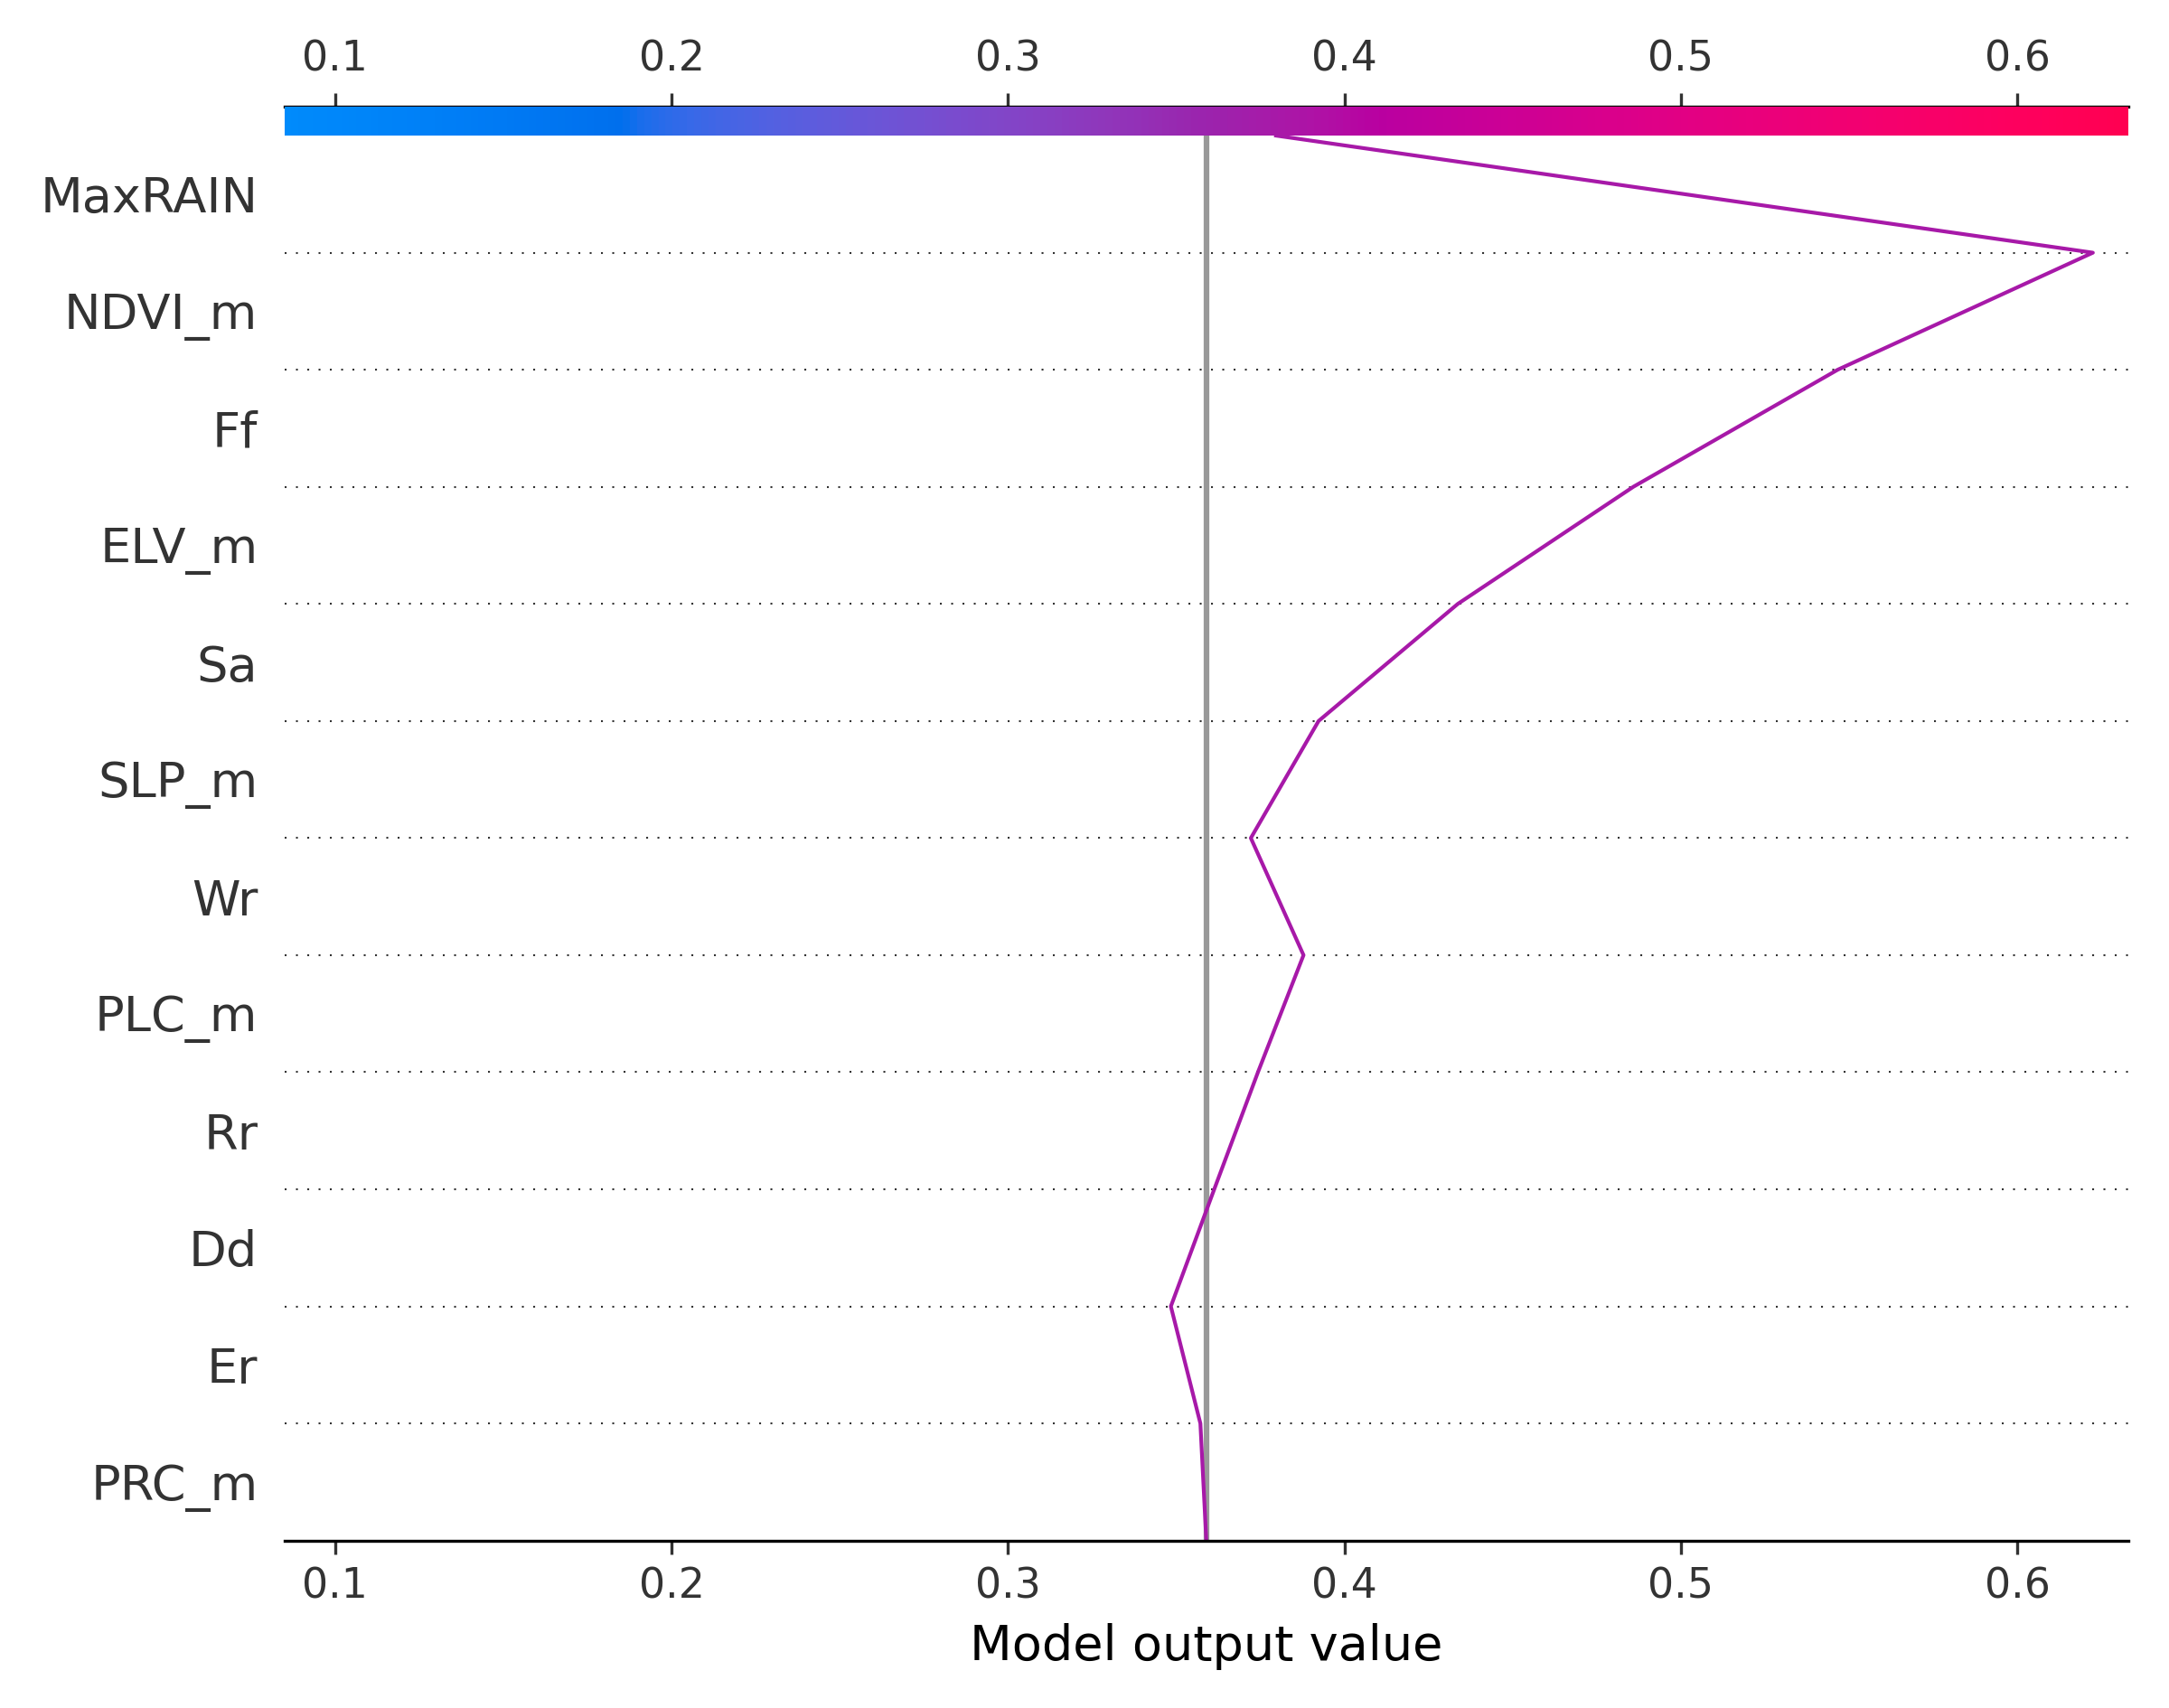 0.1 0.2 0.3 0.4 0.5 0.6
MaxRAIN
NDVI_m
Ff
ELV_m
Sa
SLP_m
Wr
PLC_m
Rr
Dd
Er
PRC_m
0.1 0.2 0.3 0.4 0.5 0.6
Model output value